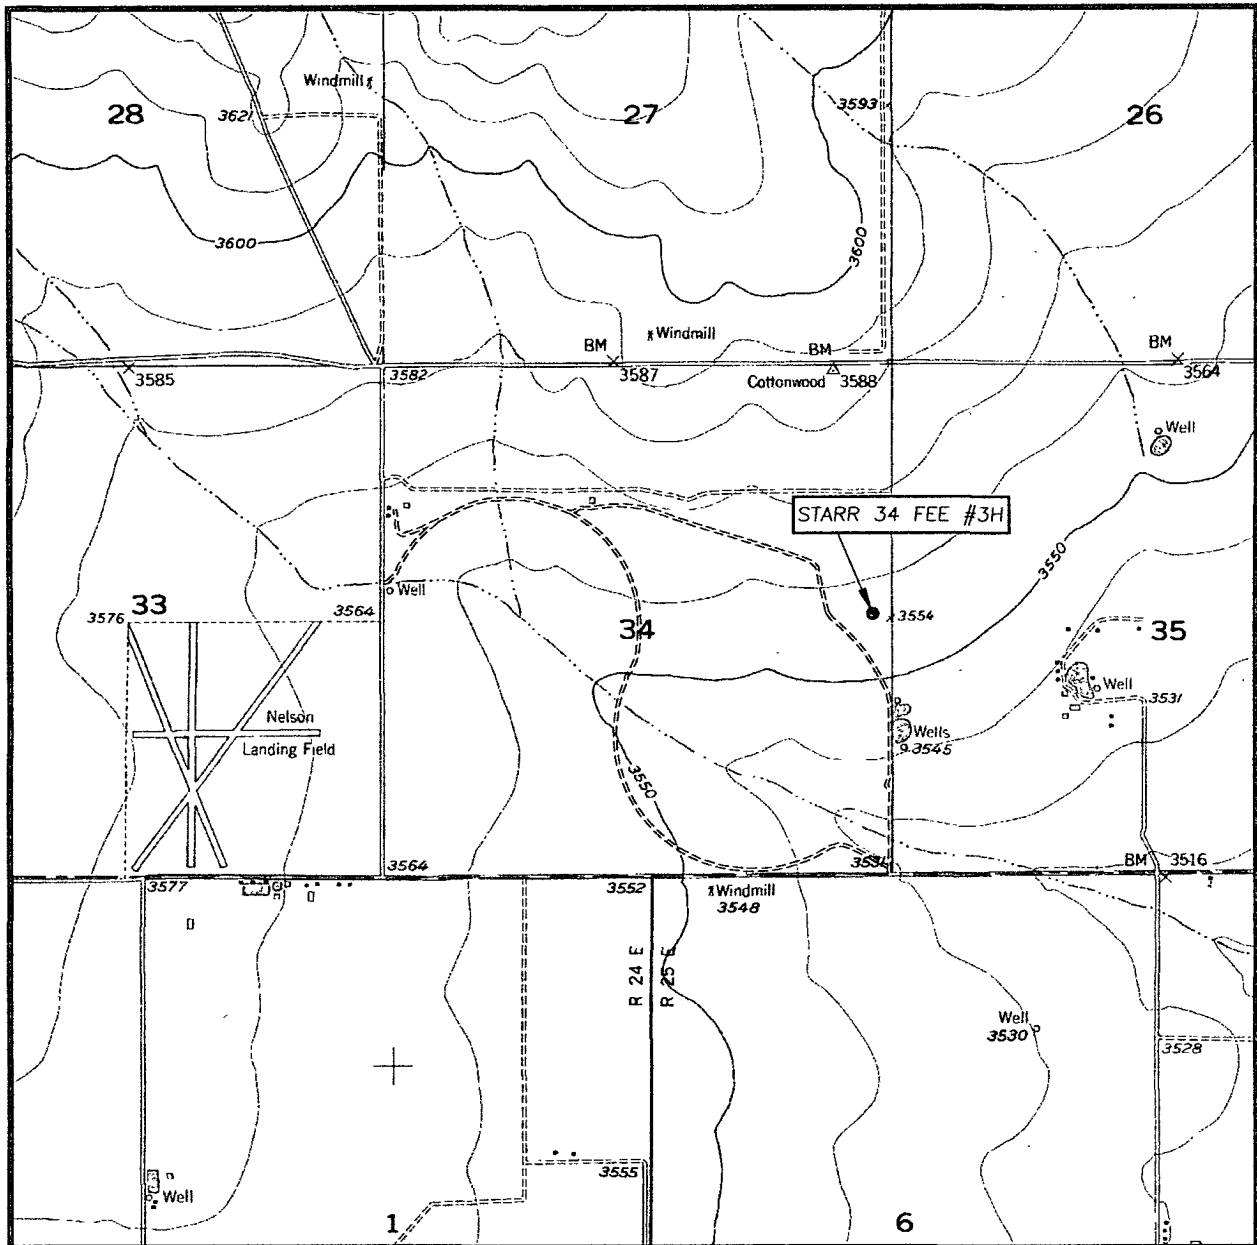 Windmill
28
3621
27
3593
26
3600
3600
Windmill
BM
BM
BM
3585
3582
3587
Cottonwood
3588
3564
Well
STARR 34 FEE #3H
3550
Well
33
3576
3564
34
3554
35
Well
3531
Nelson
Landing Field
Wells
3545
3550
3564
3531
BM
3516
3577
3552
Windmill
3548
R 24 E
R 25 E
Well
3530
3528
3555
Well
1
6